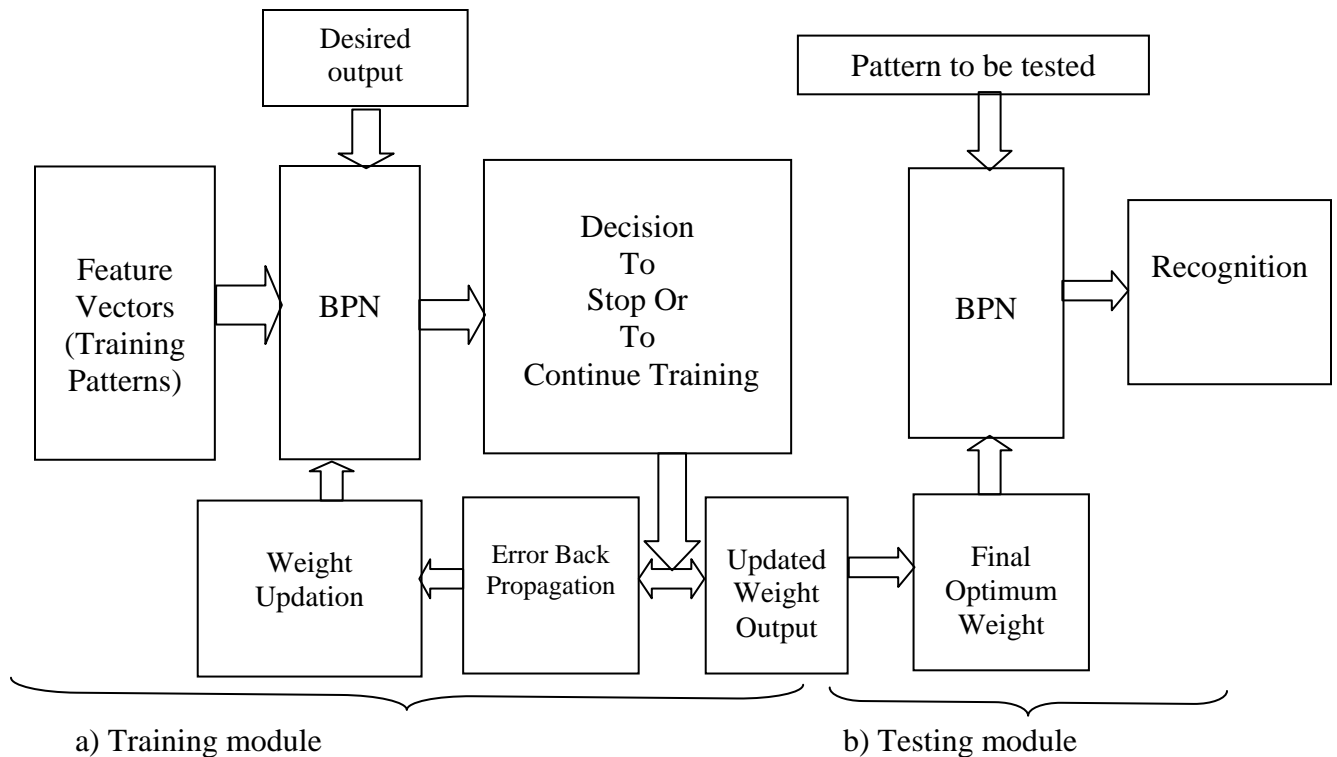 Desired
output
Pattern to be tested
Feature
Vectors
(Training
Patterns)
BPN
Decision
To
Stop Or
To
Continue Training
BPN
Recognition
Weight
Updation
Error Back
Propagation
Updated
Weight
Output
Final
Optimum
Weight
a) Training module
b) Testing module